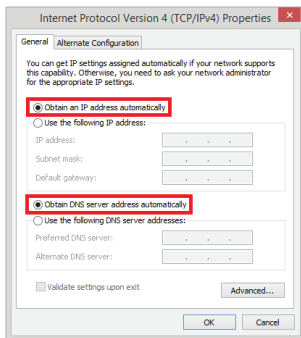 Internet Protocol Version 4 (TCP/IPv4) Properties
General
Alternate Configuration
You can get IP settings assigned automatically if your network supports
this capability. Otherwise, you need to ask your network administrator
for the appropriate IP settings.
Obtain an IP address automatically
Use the following IP address:
IP address:
Subnet mask:
Default gateway:
Obtain DNS server address automatically
Use the following DNS server addresses:
Preferred DNS server:
Alternate DNS server:
Validate settings upon exit
Advanced...
OK
Cancel